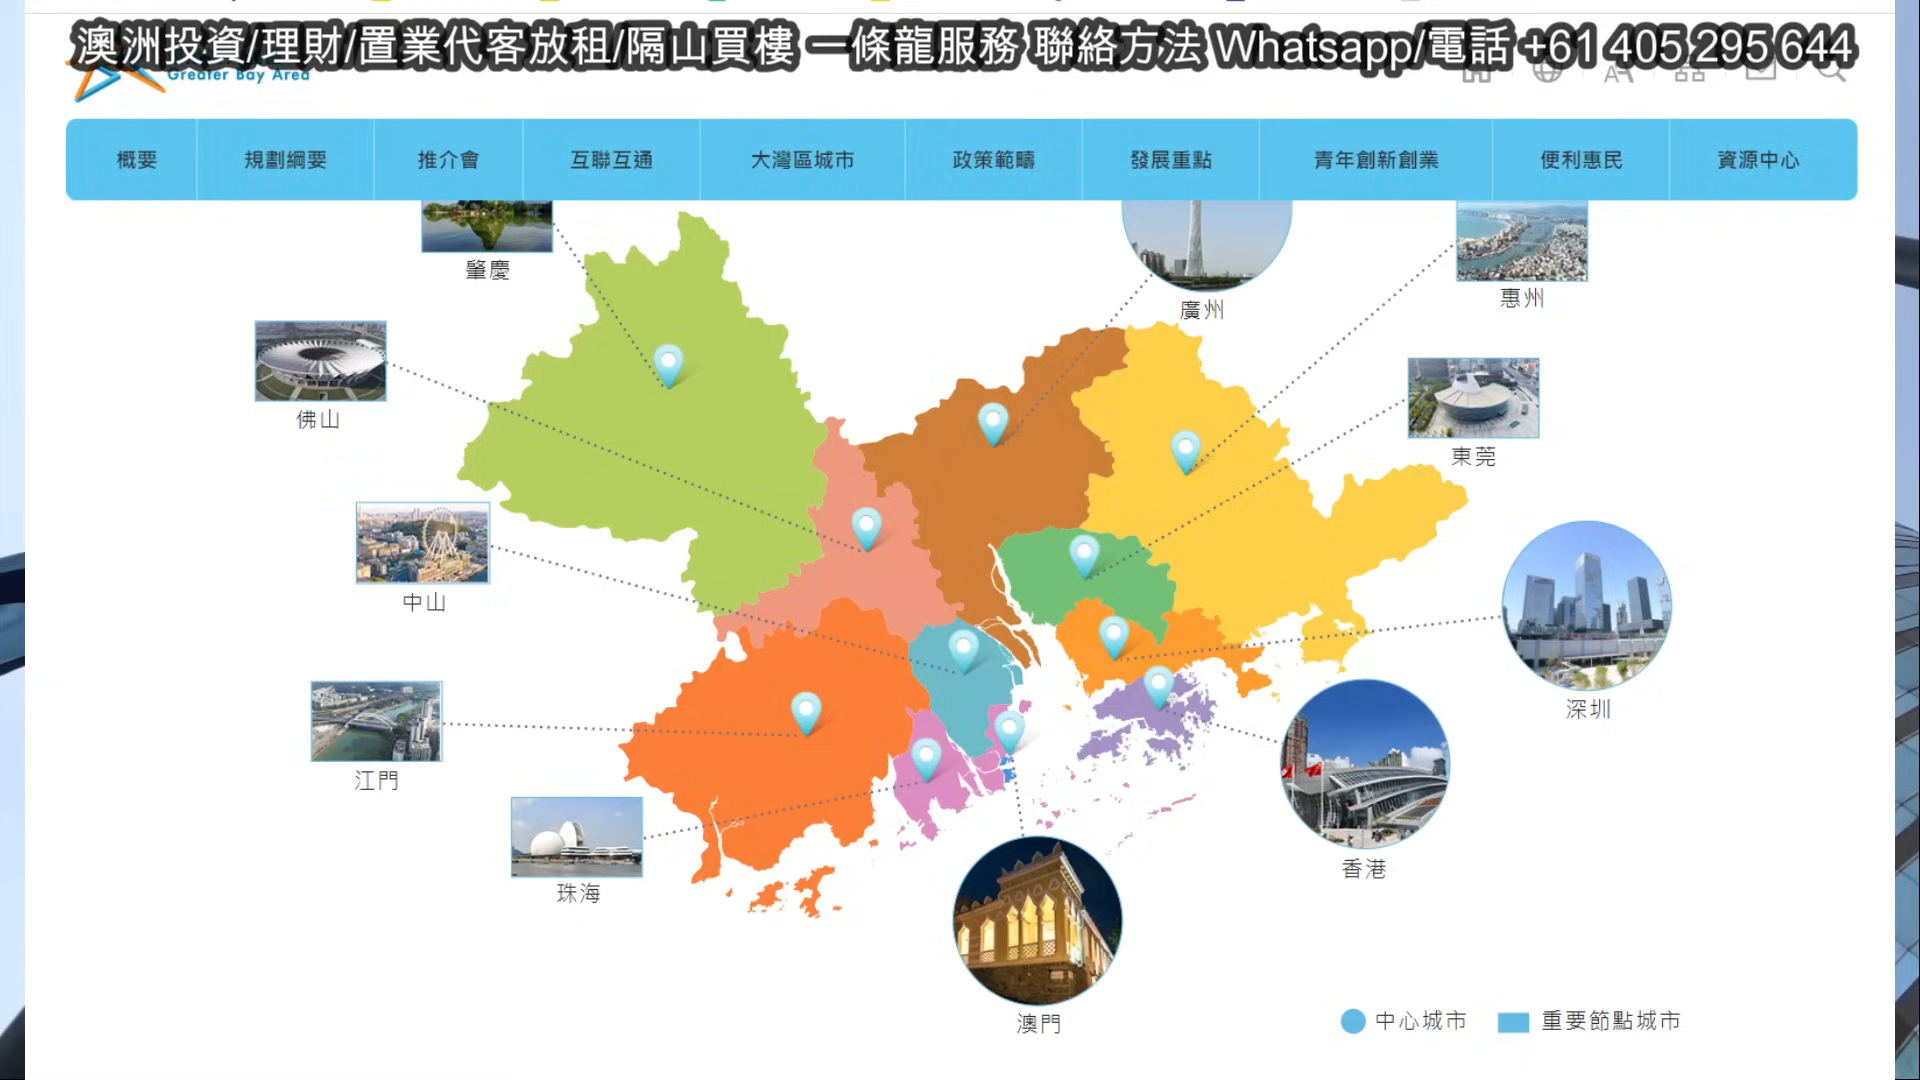 澳洲投資/理財/置業代客放租/隔山買樓 一條龍服務 聯絡方法 Whatsapp/電話 +61 405 295 644
Greater Bay Area
概要 規劃綱要 推介會 互聯互通 大灣區城市 政策範疇 發展重點 青年創新創業 便利惠民 資源中心
肇慶
廣州
惠州
佛山
東莞
中山
深圳
江門
香港
珠海
澳門
中心城市 重要節點城市